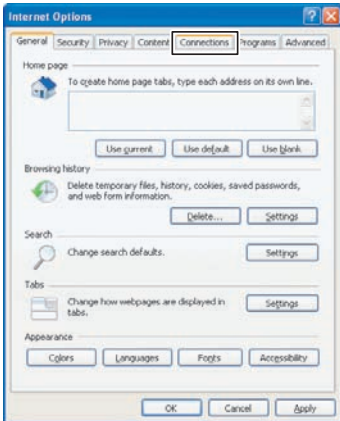 Internet Options
General Security Privacy Content Connections Programs Advanced
Home page
To create home page tabs, type each address on its own line.
Use current Use default Use blank
Browsing history
Delete temporary files, history, cookies, saved passwords,
and web form information.
Delete... Settings
Search
Change search defaults. Settings
Tabs
Change how webpages are displayed in
tabs. Settings
Appearance
Colors Languages Fonts Accessibility
OK Cancel Apply